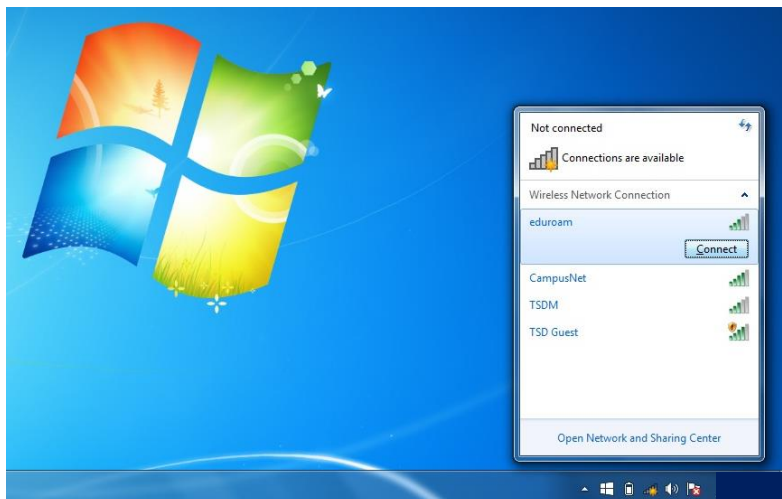 Not connected
Connections are available
Wireless Network Connection
eduroam
Connect
CampusNet
TSDM
TSD Guest
Open Network and Sharing Center